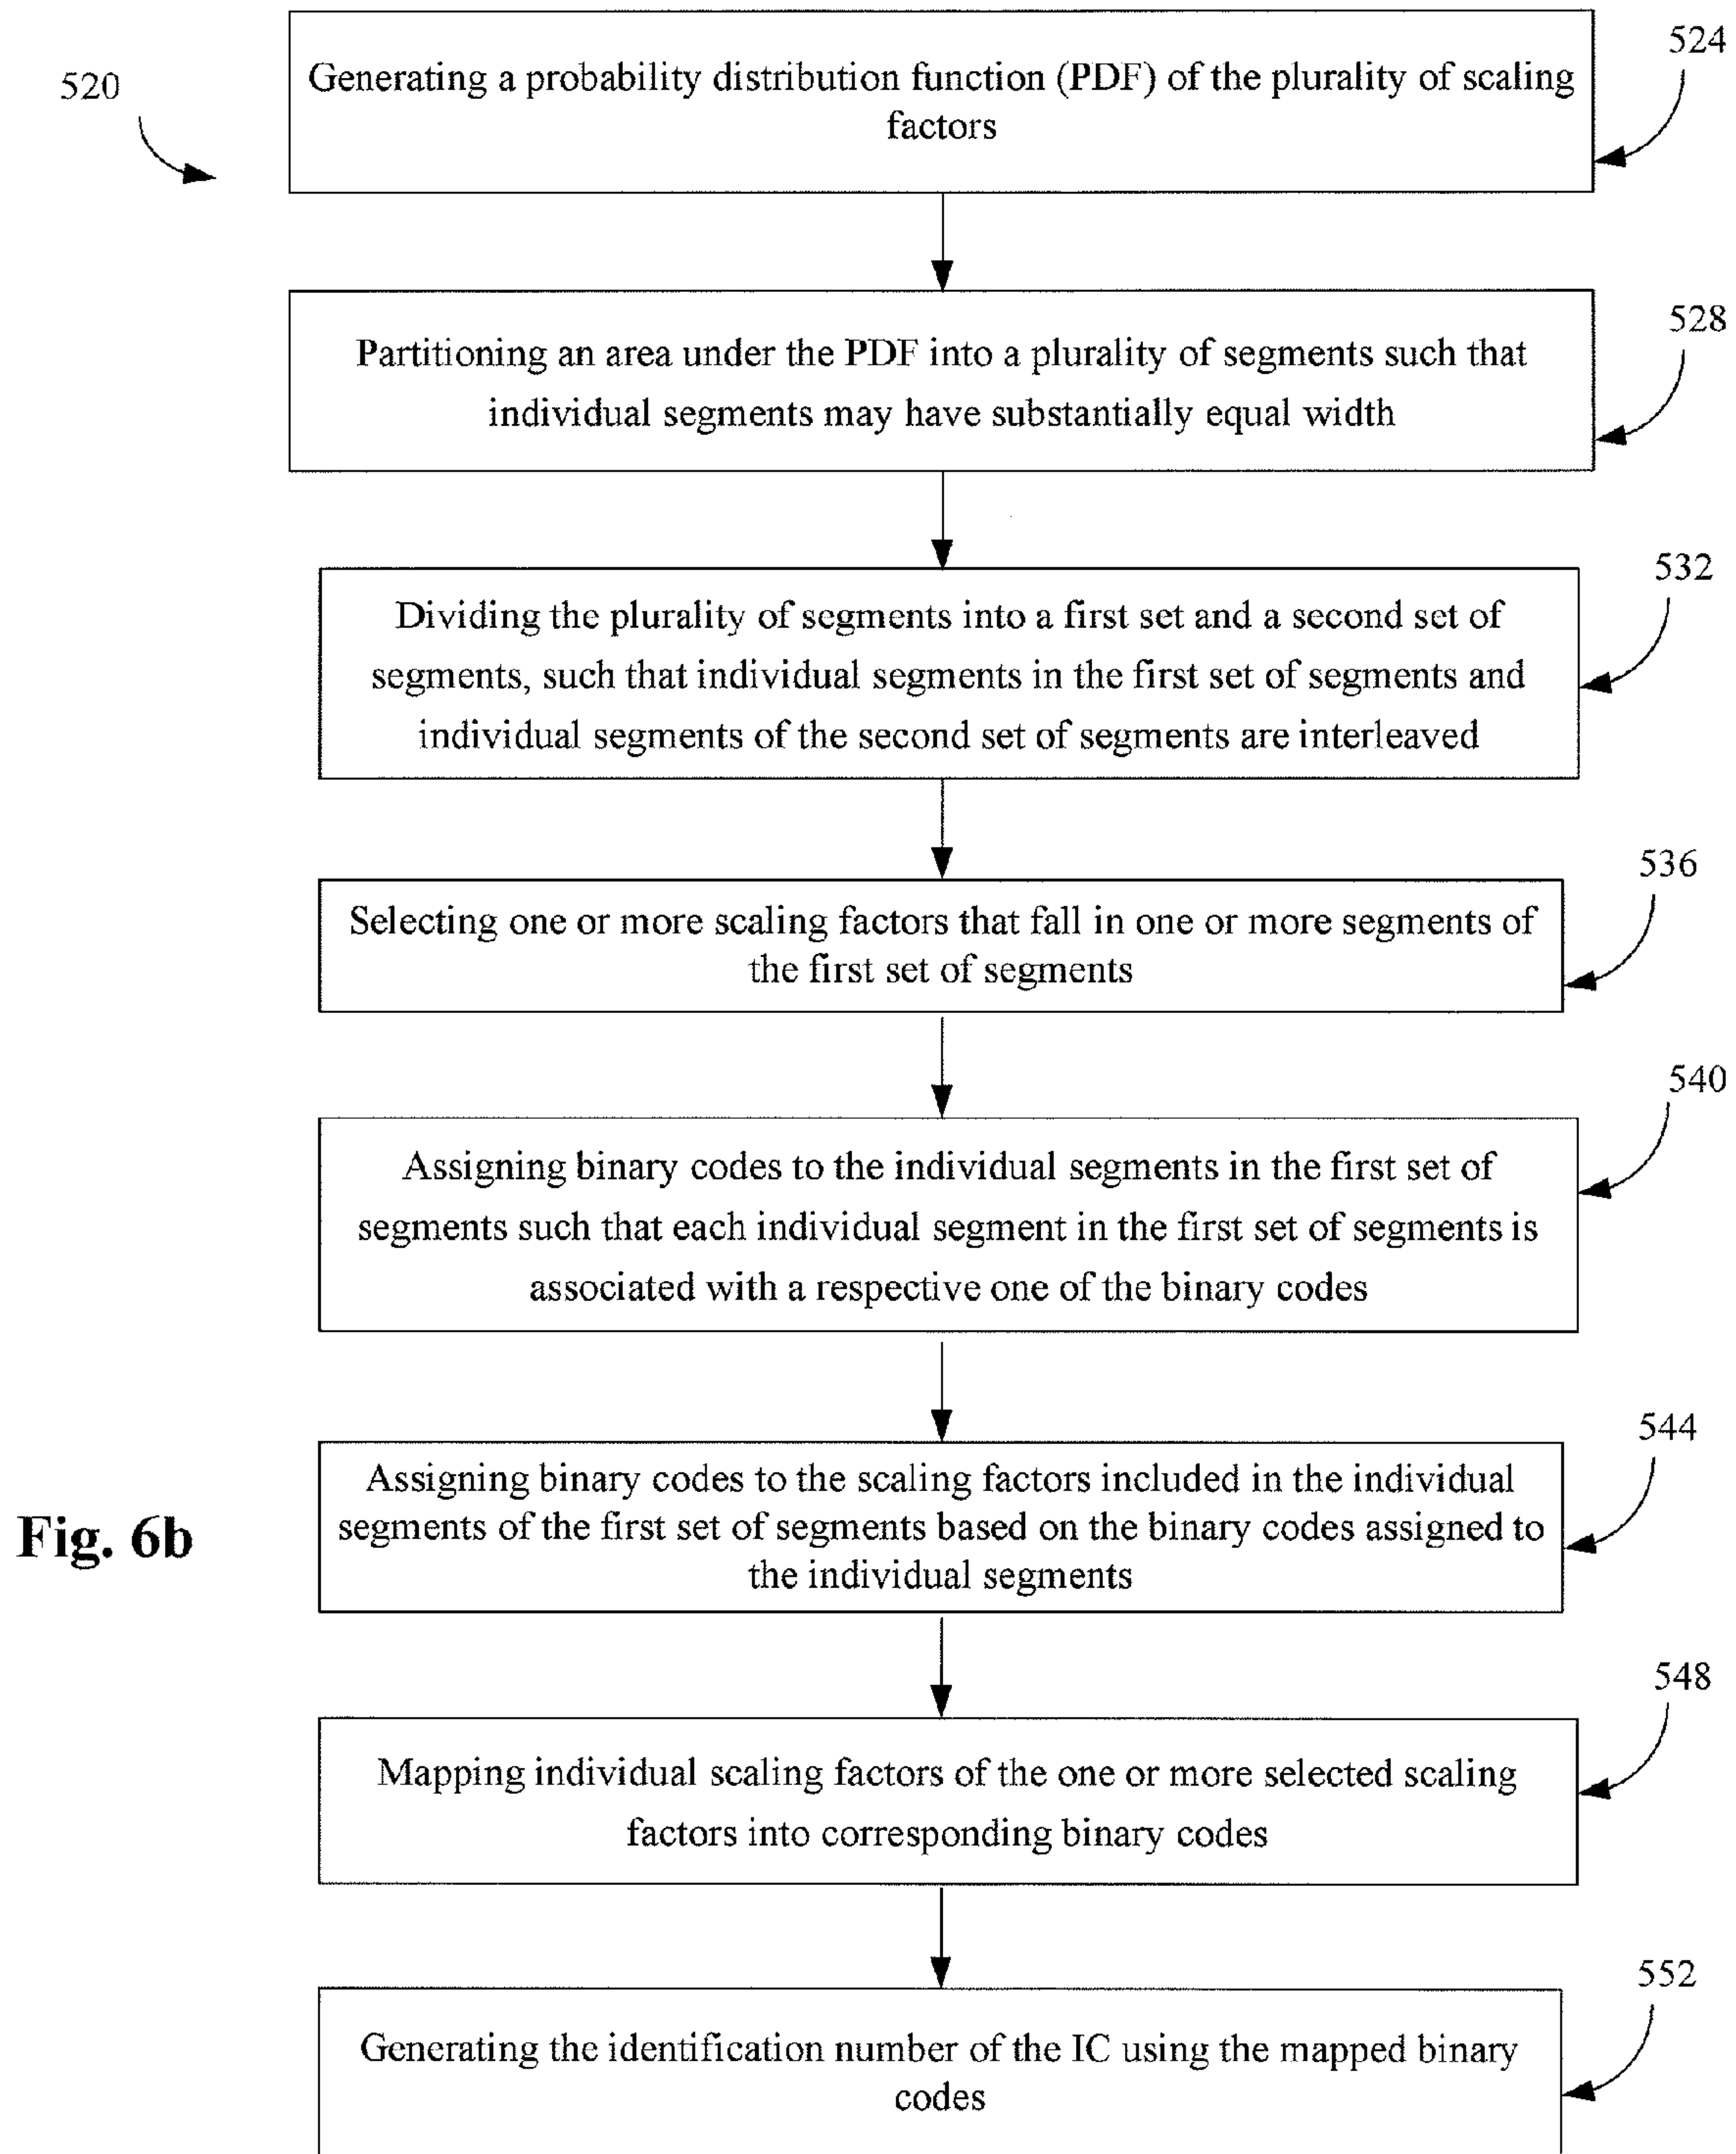 520
524
Generating a probability distribution function (PDF) of the plurality of scaling
factors
528
Partitioning an area under the PDF into a plurality of segments such that
individual segments may have substantially equal width
532
Dividing the plurality of segments into a first set and a second set of
segments, such that individual segments in the first set of segments and
individual segments of the second set of segments are interleaved
536
Selecting one or more scaling factors that fall in one or more segments of
the first set of segments
540
Assigning binary codes to the individual segments in the first set of
segments such that each individual segment in the first set of segments is
associated with a respective one of the binary codes
544
Assigning binary codes to the scaling factors included in the individual
segments of the first set of segments based on the binary codes assigned to
the individual segments
Fig. 6b
548
Mapping individual scaling factors of the one or more selected scaling
factors into corresponding binary codes
552
Generating the identification number of the IC using the mapped binary
codes